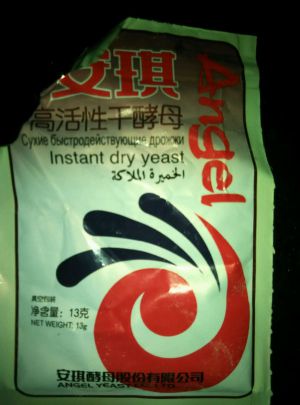 安琪
Angel
高活性干酵母
Сухие быстродействующие дрожжи
Instant dry yeast
الخميرة الملاكة
真空包装
净含量：13克
NET WEIGHT: 13g
安琪酵母股份有限公司
ANGEL YEAST CO., LTD.